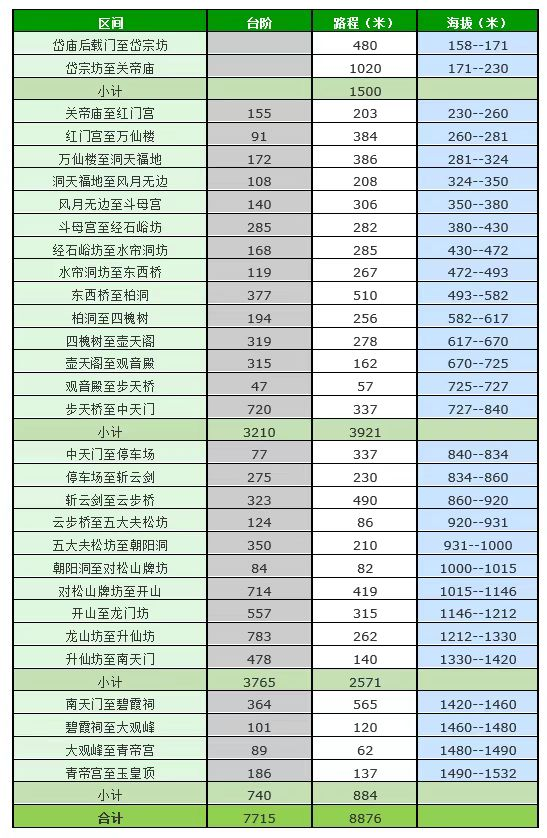 区间 台阶 路程（米） 海拔（米）
岱庙后载门至岱宗坊 480 158--171
岱宗坊至关帝庙 1020 171--230
小计 1500
关帝庙至红门宫 155 203 230--260
红门宫至万仙楼 91 384 260--281
万仙楼至洞天福地 172 386 281--324
洞天福地至风月无边 108 208 324--350
风月无边至斗母宫 140 306 350--380
斗母宫至经石峪坊 285 282 380--430
经石峪坊至水帘洞坊 168 285 430--472
水帘洞坊至东西桥 119 267 472--493
东西桥至柏洞 377 510 493--582
柏洞至四槐树 194 256 582--617
四槐树至壶天阁 319 278 617--670
壶天阁至观音殿 315 162 670--725
观音殿至步天桥 47 57 725--727
步天桥至中天门 720 337 727--840
小计 3210 3921
中天门至停车场 77 337 840--834
停车场至斩云剑 275 230 834--860
斩云剑至云步桥 323 490 860--920
云步桥至五大夫松坊 124 86 920--931
五大夫松坊至朝阳洞 350 210 931--1000
朝阳洞至对松山牌坊 84 82 1000--1015
对松山牌坊至开山 714 419 1015--1146
开山至龙门坊 557 315 1146--1212
龙山坊至升仙坊 783 262 1212--1330
升仙坊至南天门 478 140 1330--1420
小计 3765 2571
南天门至碧霞祠 364 565 1420--1460
碧霞祠至大观峰 101 120 1460--1480
大观峰至青帝宫 89 62 1480--1490
青帝宫至玉皇顶 186 137 1490--1532
小计 740 884
合计 7715 8876